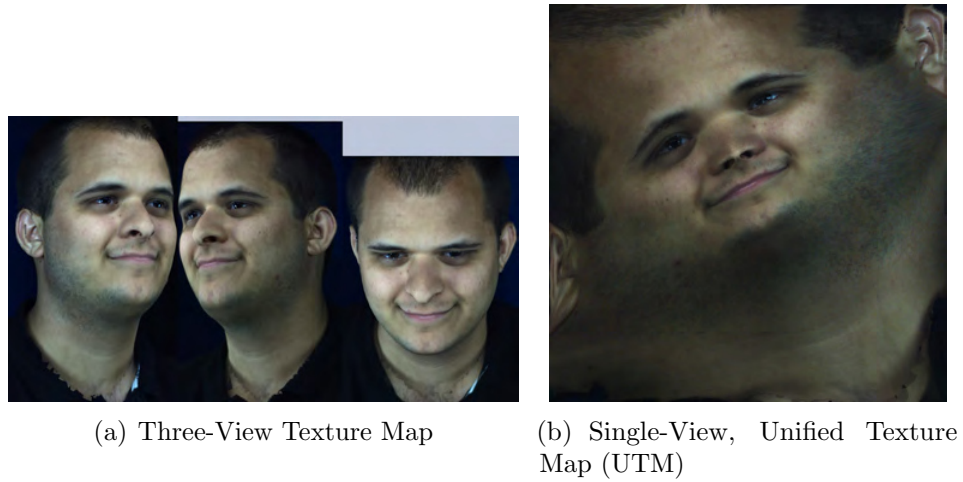 (a) Three-View Texture Map
(b) Single-View, Unified Texture
Map (UTM)